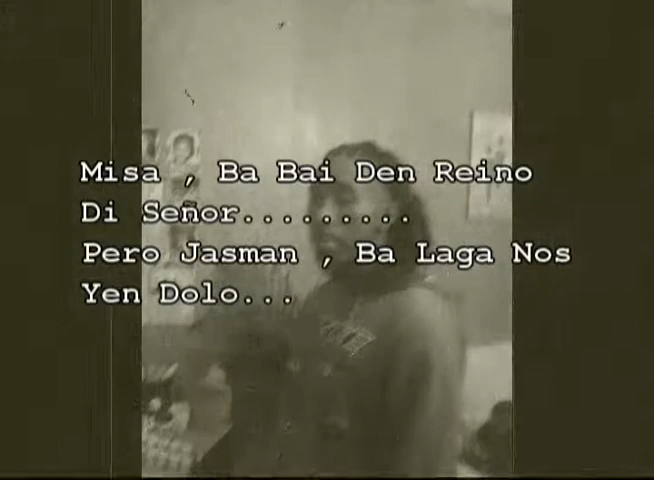 Misa , Ba Bai Den Reino
Di Señor.........
Pero Jasman , Ba Laga Nos
Yen Dolo...